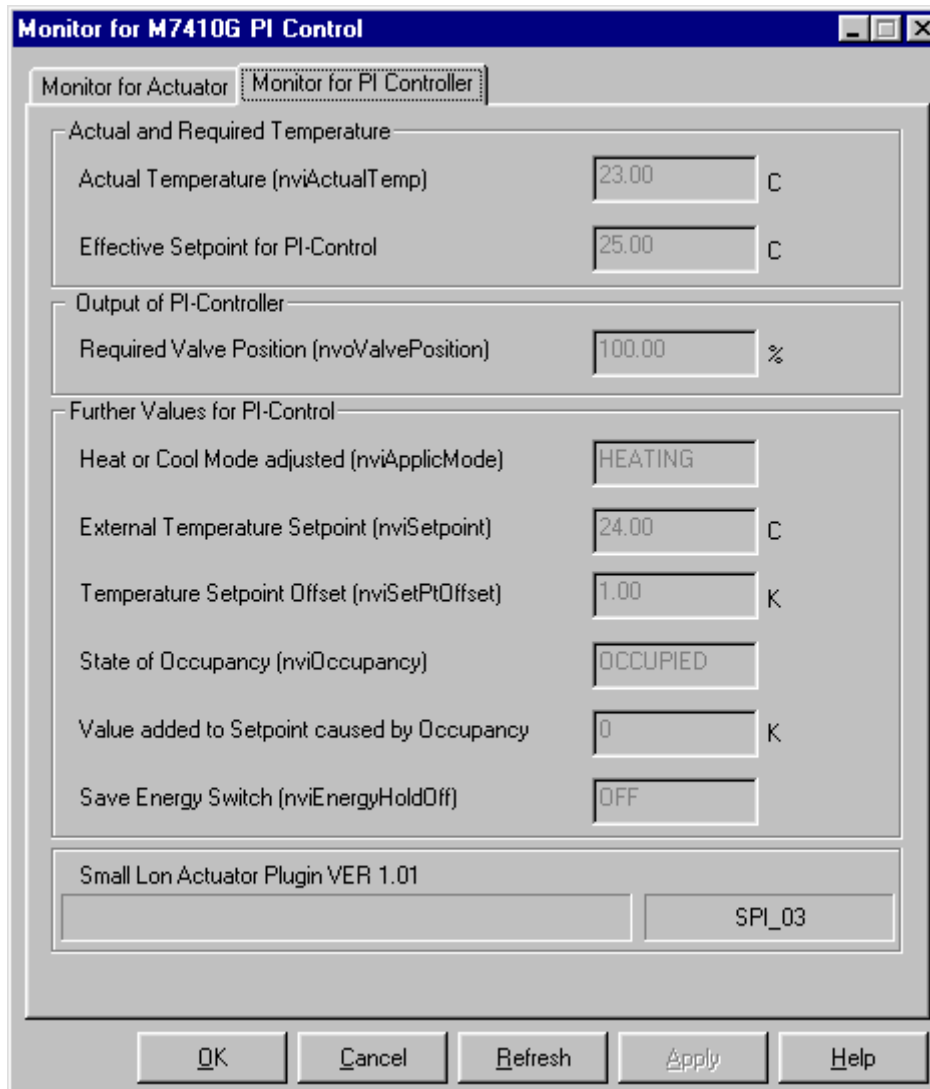 Monitor for M7410G PI Control
Monitor for Actuator Monitor for PI Controller
Actual and Required Temperature
Actual Temperature (nviActualTemp) 23.00 C
Effective Setpoint for PI-Control 25.00 C
Output of PI-Controller
Required Valve Position (nvoValvePosition) 100.00 %
Further Values for PI-Control
Heat or Cool Mode adjusted (nviApplicMode) HEATING
External Temperature Setpoint (nviSetpoint) 24.00 C
Temperature Setpoint Offset (nviSetPtOffset) 1.00 K
State of Occupancy (nviOccupancy) OCCUPIED
Value added to Setpoint caused by Occupancy 0 K
Save Energy Switch (nviEnergyHoldOff) OFF
Small Lon Actuator Plugin VER 1.01
SPI_03
OK Cancel Refresh Apply Help